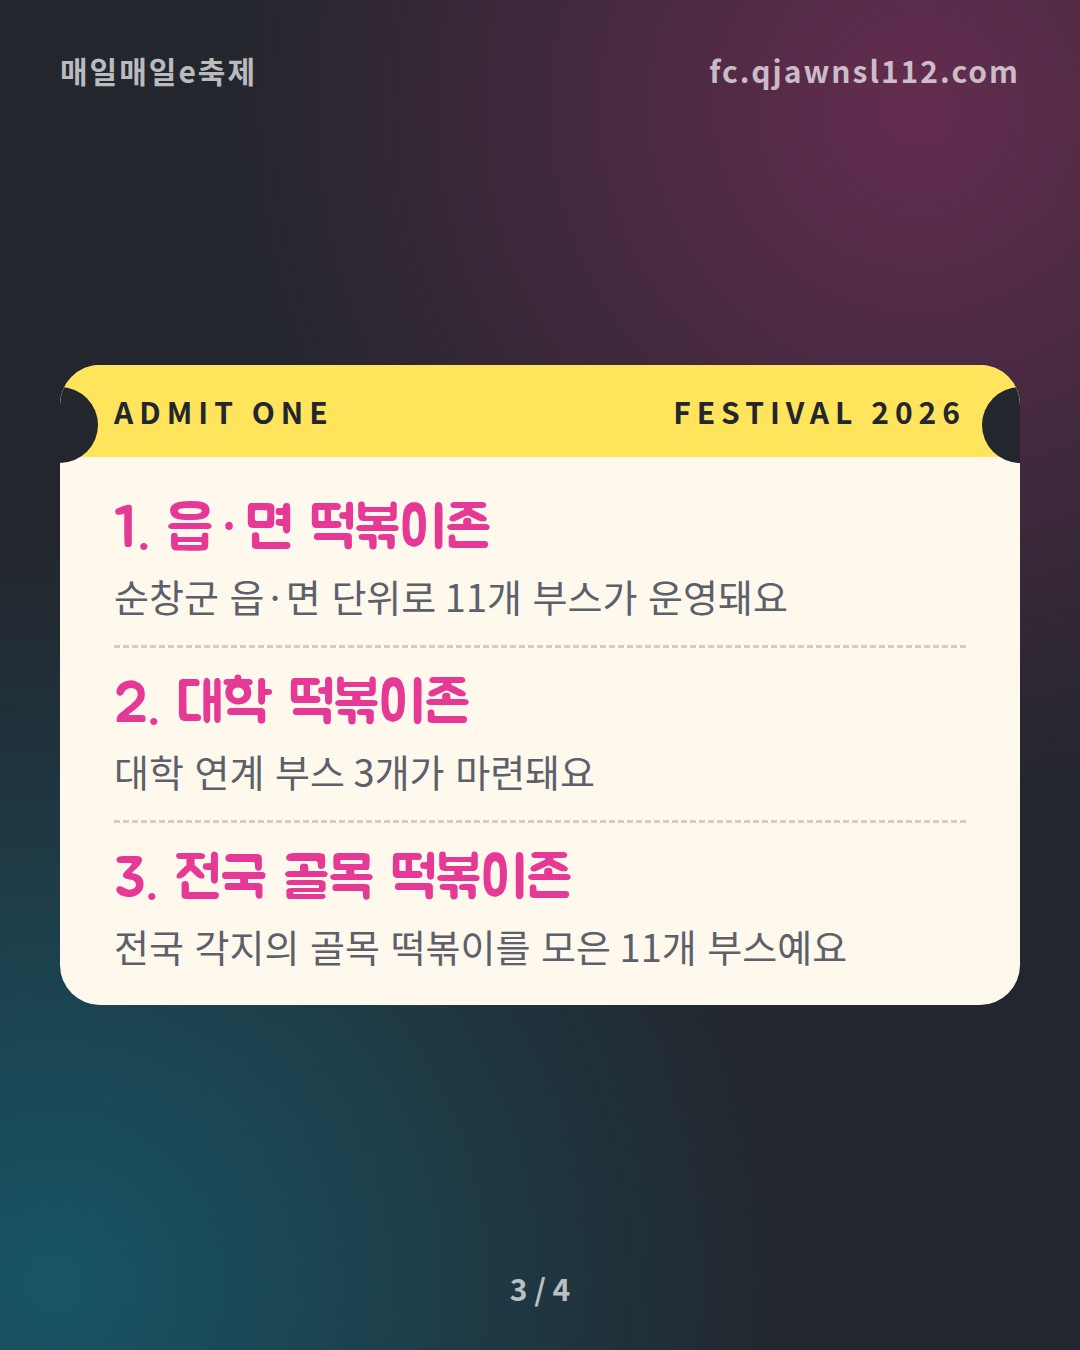 매일매일e축제
fc.qjawnsl112.com
ADMIT ONE
FESTIVAL 2026
1. 읍·면 떡볶이존
순창군 읍·면 단위로 11개 부스가 운영돼요
2. 대학 떡볶이존
대학 연계 부스 3개가 마련돼요
3. 전국 골목 떡볶이존
전국 각지의 골목 떡볶이를 모은 11개 부스예요
3 / 4